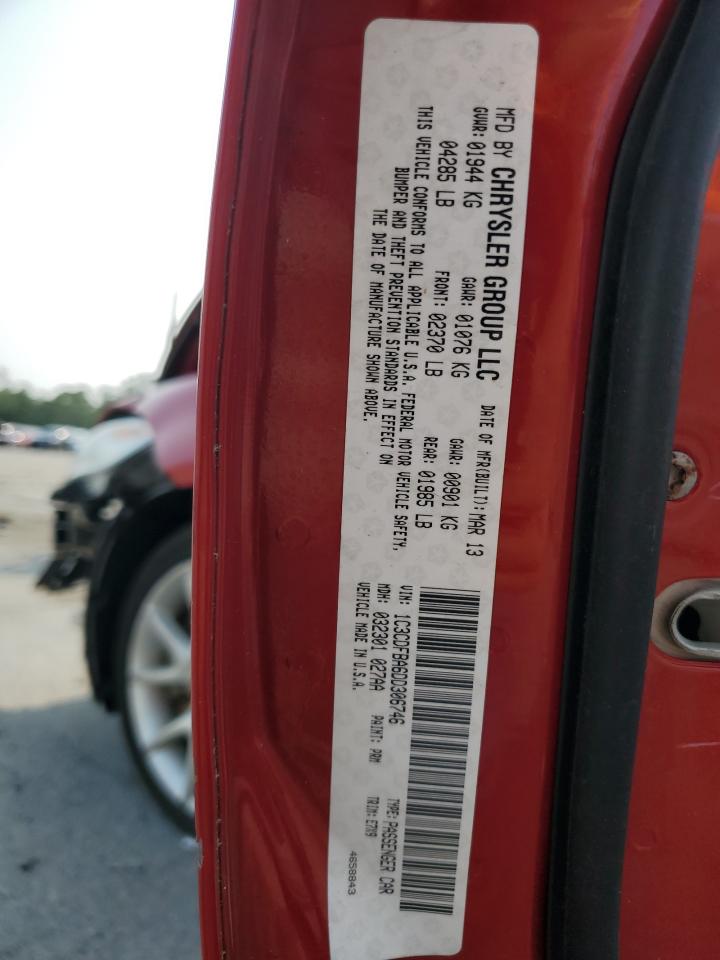 MFD BY CHRYSLER GROUP LLC DATE OF MFR(BUILT): MAR 13
GVWR: 01944 KG GAWR: 01076 KG GAWR: 00901 KG
04285 LB FRONT: 02370 LB REAR: 01985 LB
THIS VEHICLE CONFORMS TO ALL APPLICABLE U.S.A. FEDERAL MOTOR VEHICLE SAFETY,
BUMPER AND THEFT PREVENTION STANDARDS IN EFFECT ON
THE DATE OF MANUFACTURE SHOWN ABOVE.
VIN: 1C3CDFBA6DD306746 TYPE: PASSENGER CAR
MDH: 032301 027AA PAINT: PRM TRIM: E7X9
VEHICLE MADE IN U.S.A. 4658843